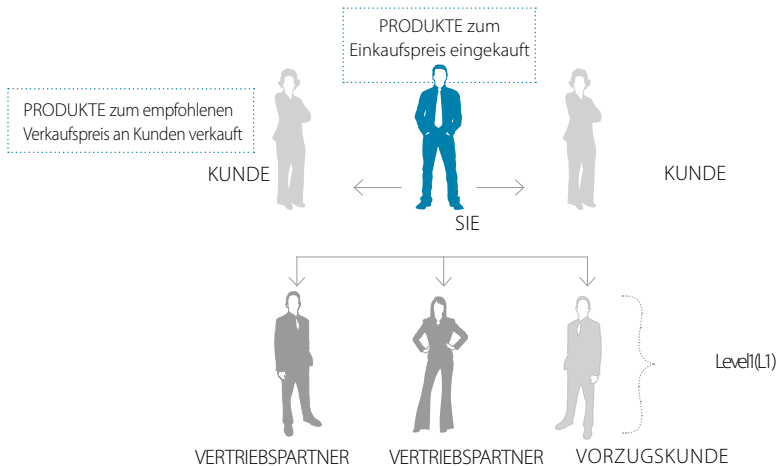 PRODUKTE zum
Einkaufspreis eingekauft
PRODUKTE zum empfohlenen
Verkaufspreis an Kunden verkauft
KUNDE
KUNDE
SIE
Level1(L1)
VERTRIEBSPARTNER
VERTRIEBSPARTNER
VORZUGSKUNDE